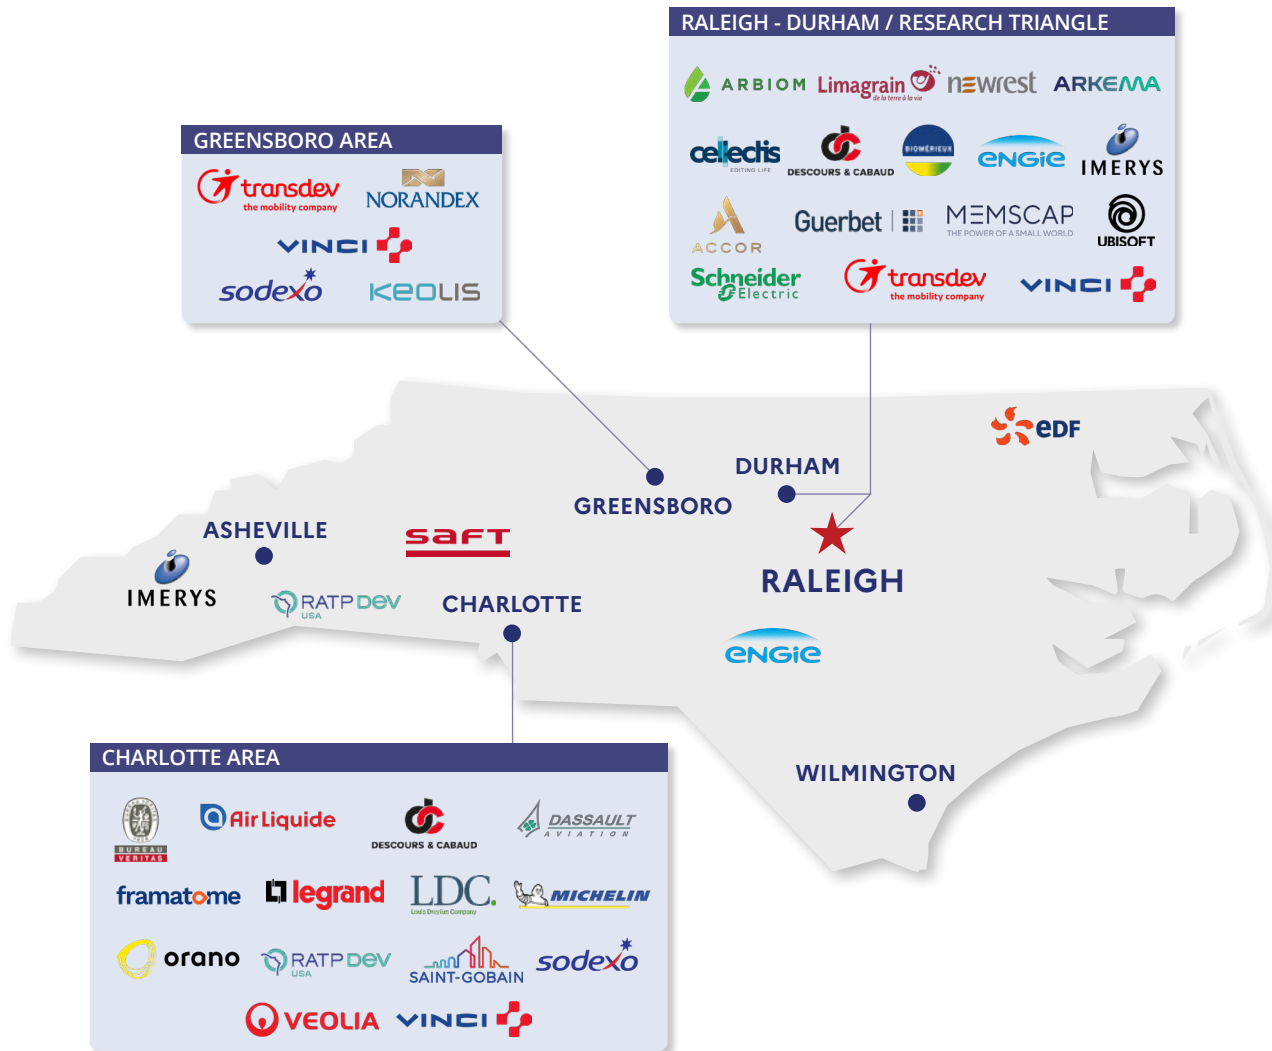 RALEIGH - DURHAM / RESEARCH TRIANGLE
ARBIOM
Limagrain
de la terre à la vie
newrest
ARKEMA
cellectis
EDITING LIFE
DESCOURS & CABAUD
BIOMÉRIEUX
ENGIE
IMERYS
ACCOR
Guerbet
MEMSCAP
THE POWER OF A SMALL WORLD
UBISOFT
Schneider
Electric
transdev
the mobility company
VINCI
GREENSBORO AREA
transdev
the mobility company
NORANDEX
VINCI
sodexo
KEOLIS
EDF
DURHAM
GREENSBORO
ASHEVILLE
SAFT
RALEIGH
IMERYS
RATP DEV
USA
CHARLOTTE
ENGIE
WILMINGTON
CHARLOTTE AREA
BUREAU
VERITAS
Air Liquide
DESCOURS & CABAUD
DASSAULT
AVIATION
framatome
legrand
LDC.
Louis Dreyfus Company
MICHELIN
orano
RATP DEV
USA
SAINT-GOBAIN
sodexo
VEOLIA
VINCI